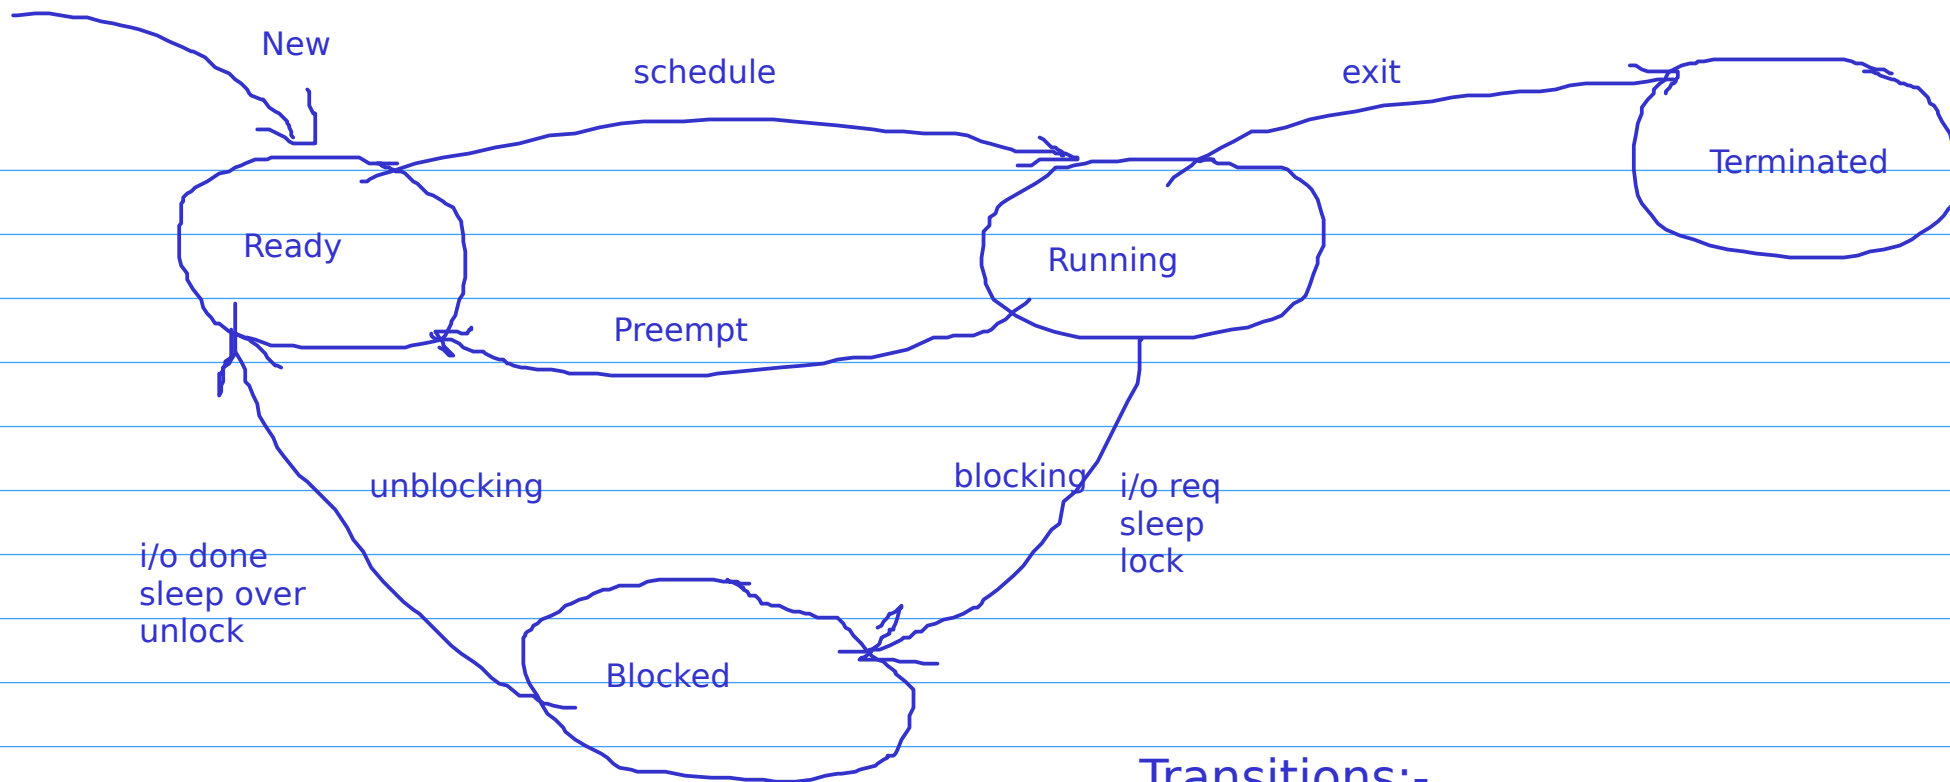 New
schedule
exit
Terminated
Ready
Running
Preempt
unblocking
blocking
i/o req
sleep
lock
i/o done
sleep over
unlock
Blocked
Transitions:-